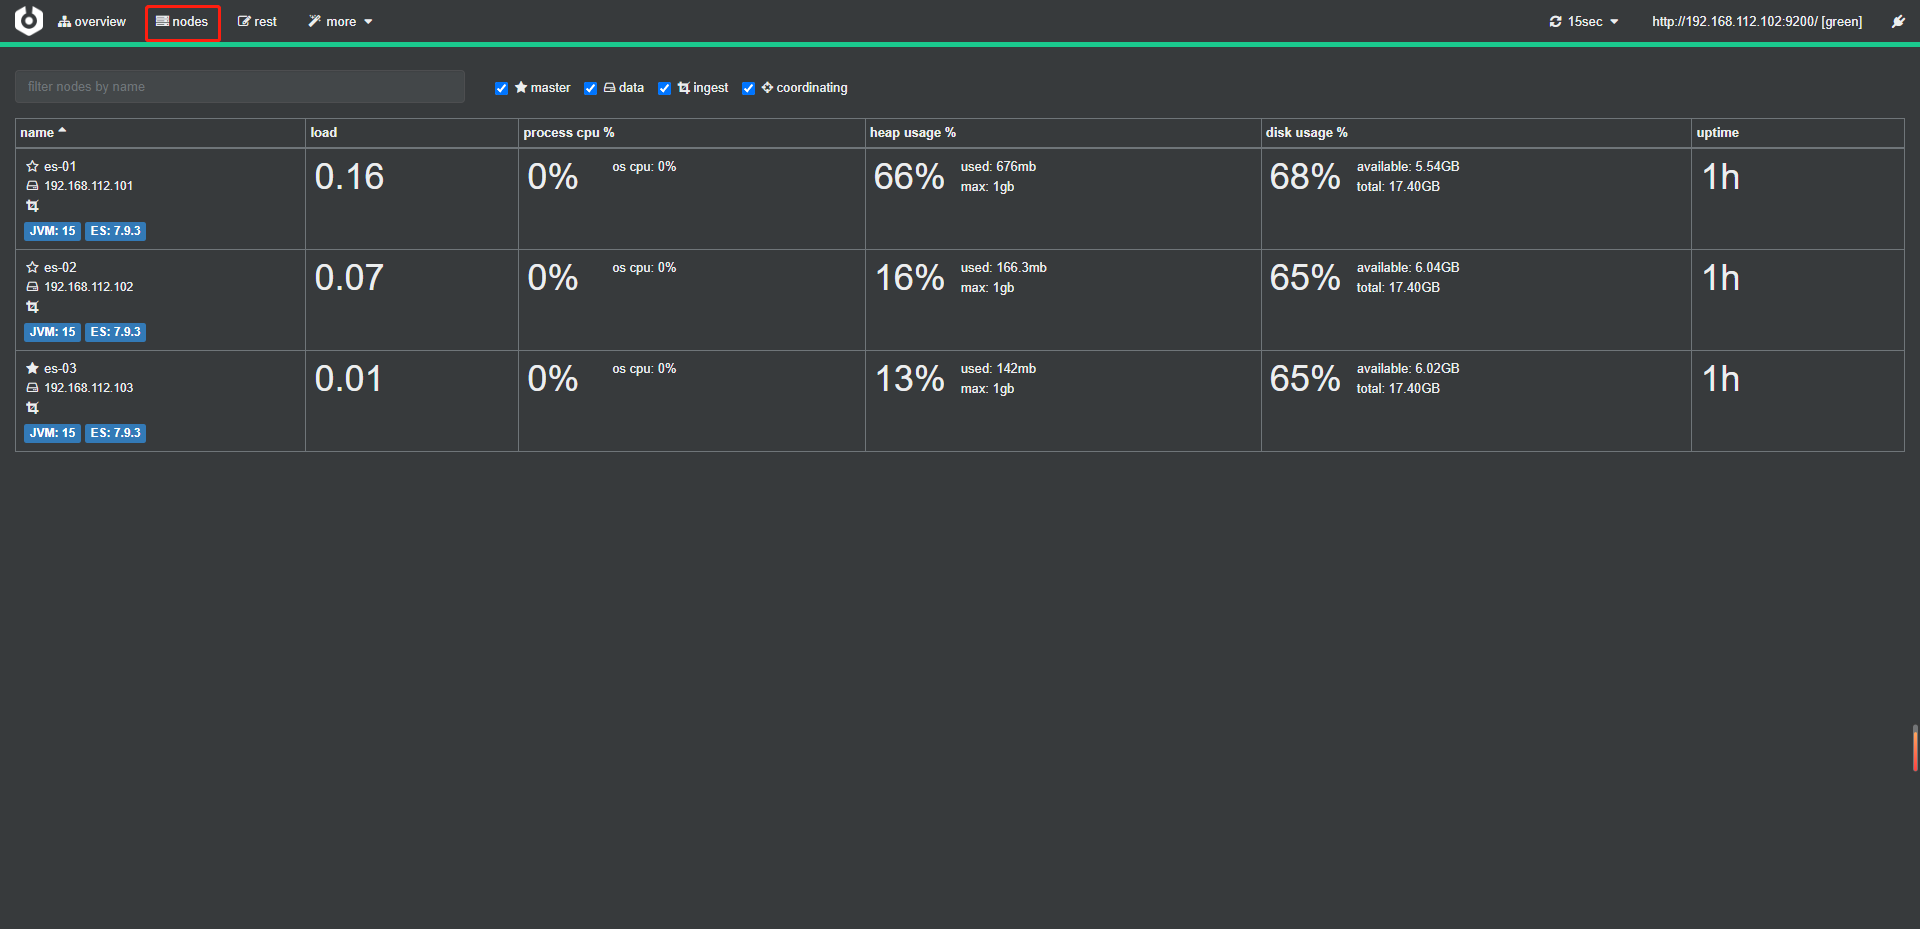 overview nodes rest more 15sec http://192.168.112.102:9200/ [green]
filter nodes by name master data ingest coordinating
name load process cpu % heap usage % disk usage % uptime
es-01 0.16 0% os cpu: 0% 66% used: 676mb 68% available: 5.54GB 1h
192.168.112.101 max: 1gb total: 17.40GB
JVM: 15 ES: 7.9.3
es-02 0.07 0% os cpu: 0% 16% used: 166.3mb 65% available: 6.04GB 1h
192.168.112.102 max: 1gb total: 17.40GB
JVM: 15 ES: 7.9.3
es-03 0.01 0% os cpu: 0% 13% used: 142mb 65% available: 6.02GB 1h
192.168.112.103 max: 1gb total: 17.40GB
JVM: 15 ES: 7.9.3